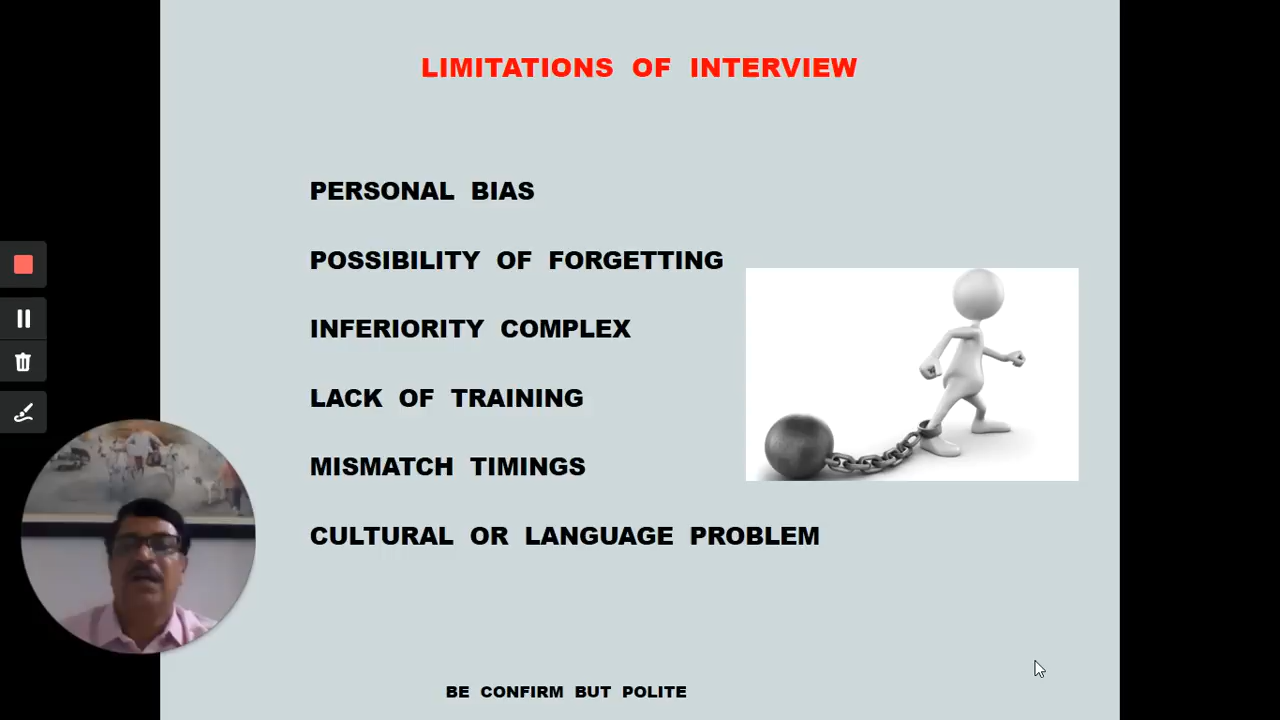 LIMITATIONS OF INTERVIEW
PERSONAL BIAS
POSSIBILITY OF FORGETTING
INFERIORITY COMPLEX
LACK OF TRAINING
MISMATCH TIMINGS
CULTURAL OR LANGUAGE PROBLEM
BE CONFIRM BUT POLITE